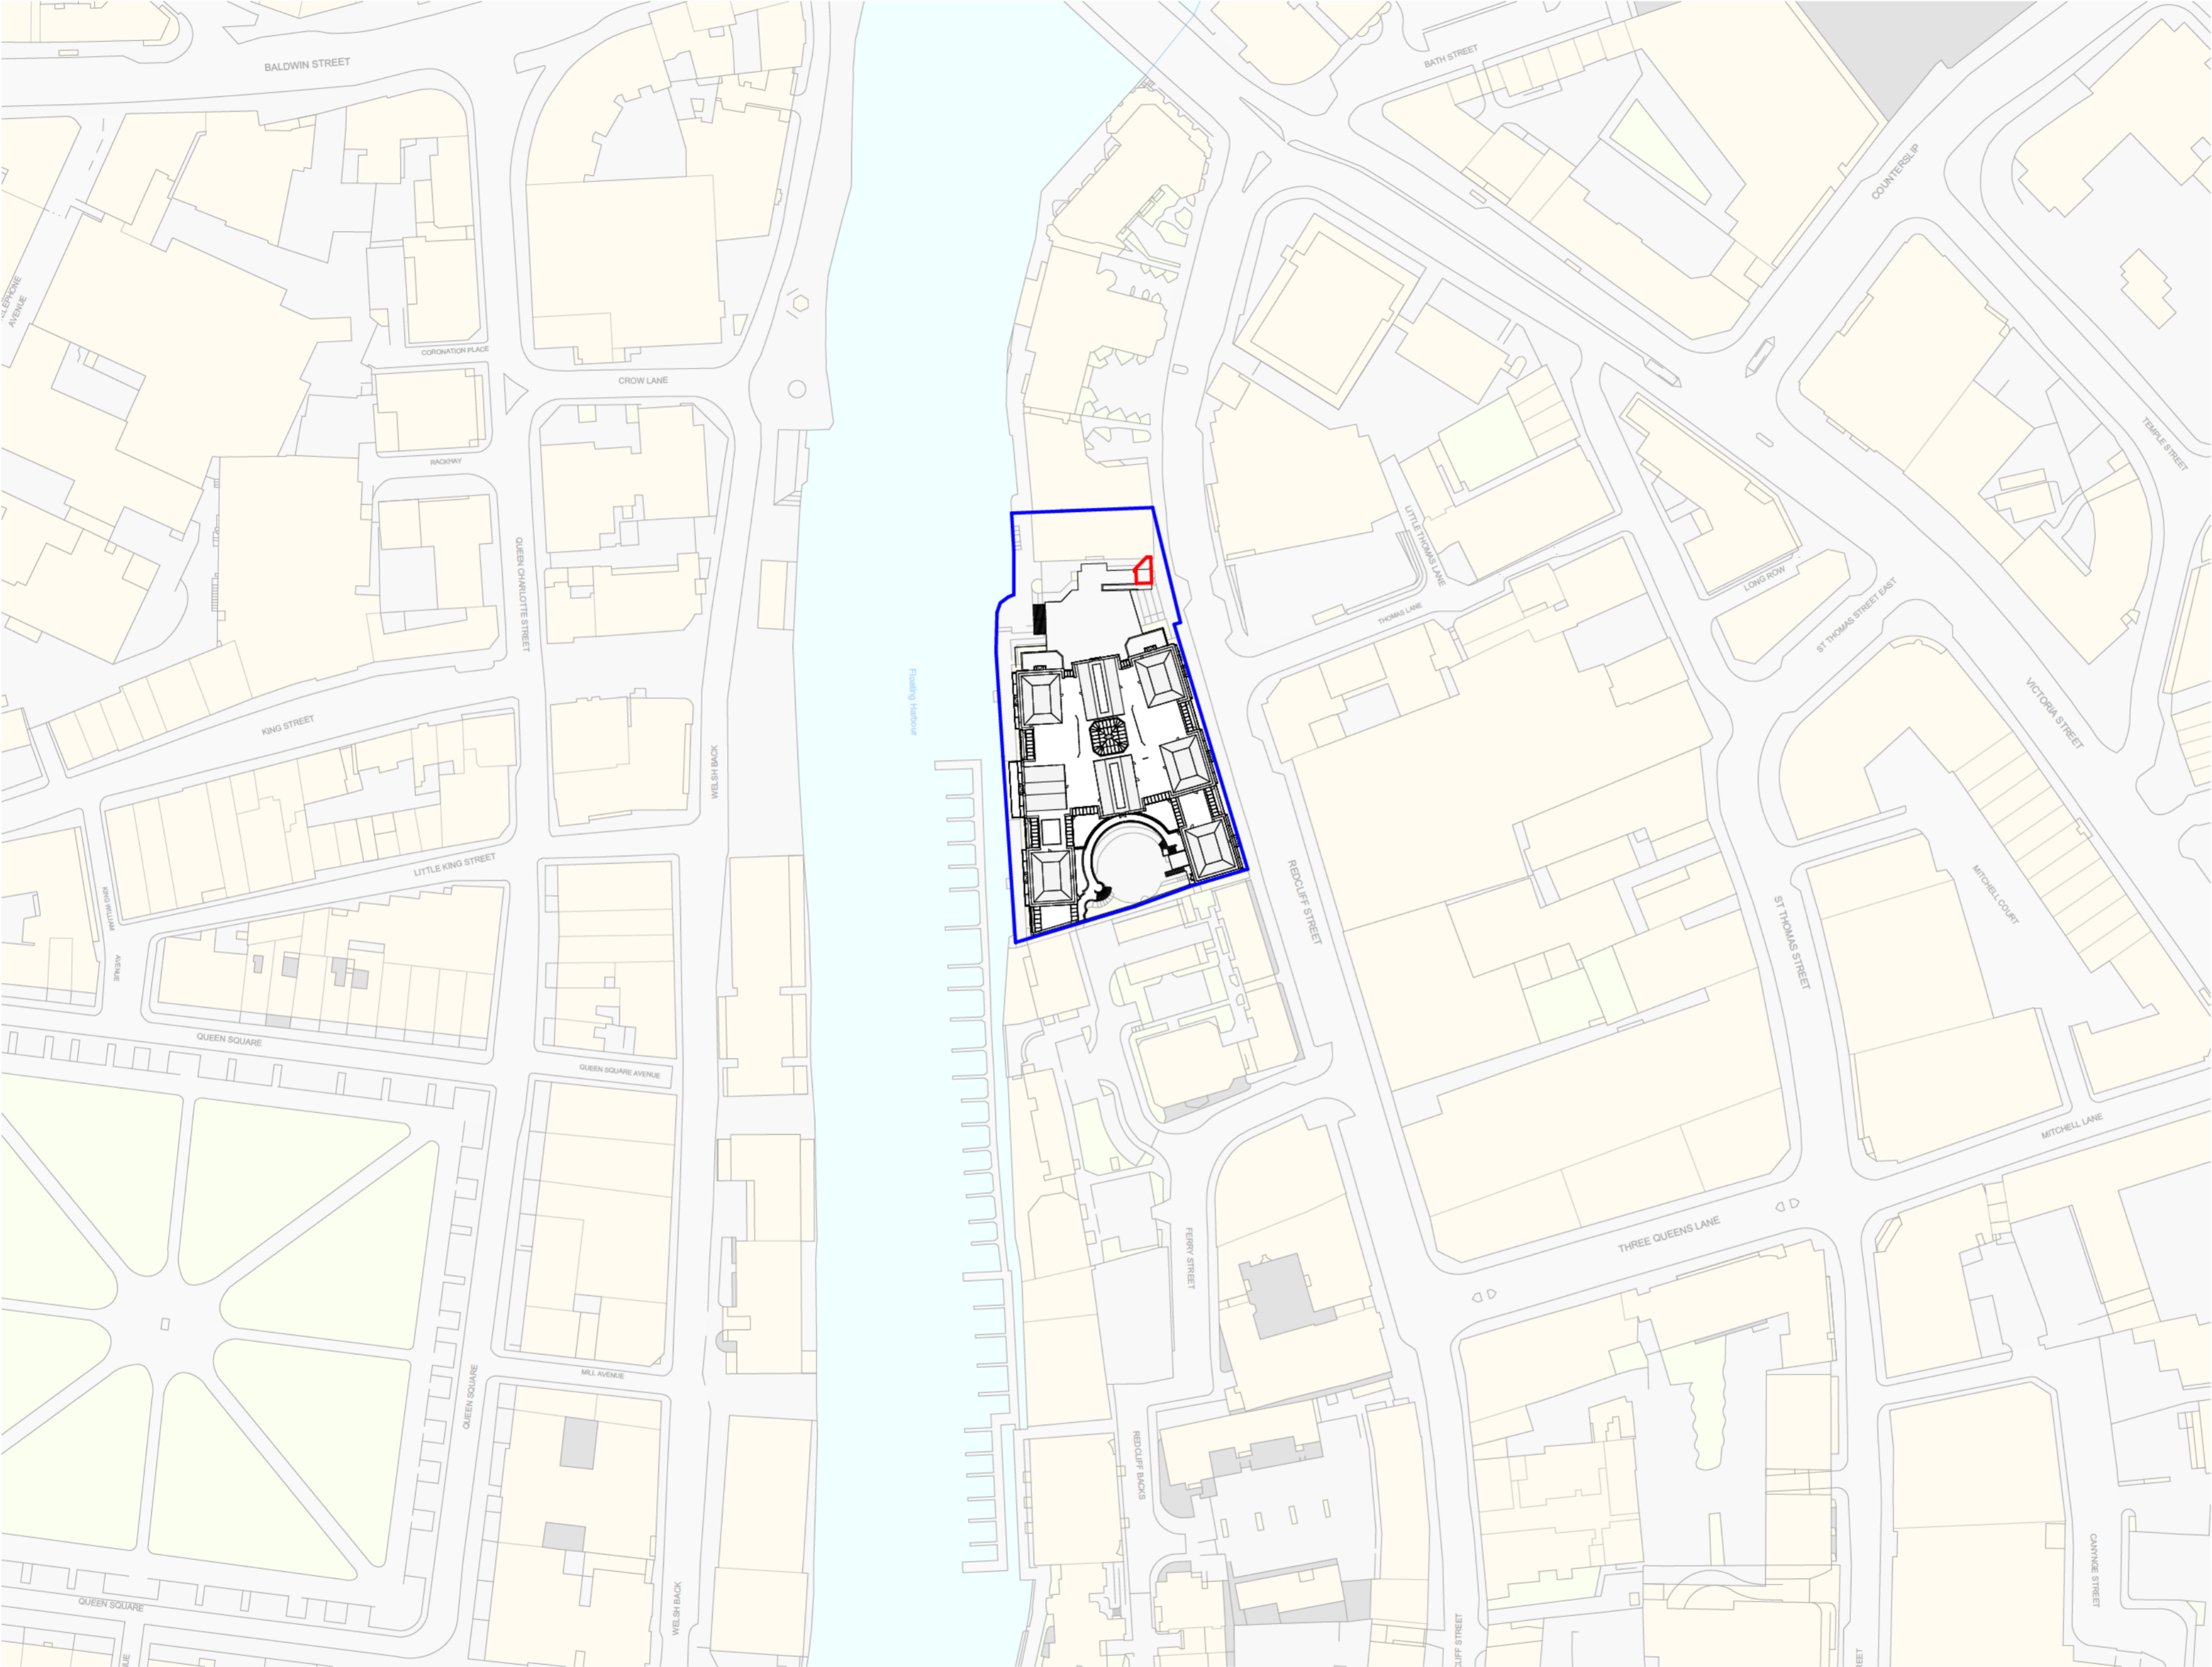 BALDWIN STREET
BATH STREET
COUNTERSLIP
AVENUE
CORONATION PLACE
CROW LANE
TEMPLE STREET
RACKHAY
LITTLE THOMAS LANE
QUEEN CHARLOTTE STREET
LONG ROW
THOMAS LANE
ST THOMAS STREET EAST
Floating Harbour
VICTORIA STREET
KING STREET
WELSH BACK
LITTLE KING STREET
REDCLIFF STREET
MITCHELL COURT
KING WILLIAM
AVENUE
ST THOMAS STREET
QUEEN SQUARE
QUEEN SQUARE AVENUE
MITCHELL LANE
THREE QUEENS LANE
FERRY STREET
MILL AVENUE
QUEEN SQUARE
REDCLIFF BACKS
CANYNGE STREET
QUEEN SQUARE
WELSH BACK
STREET